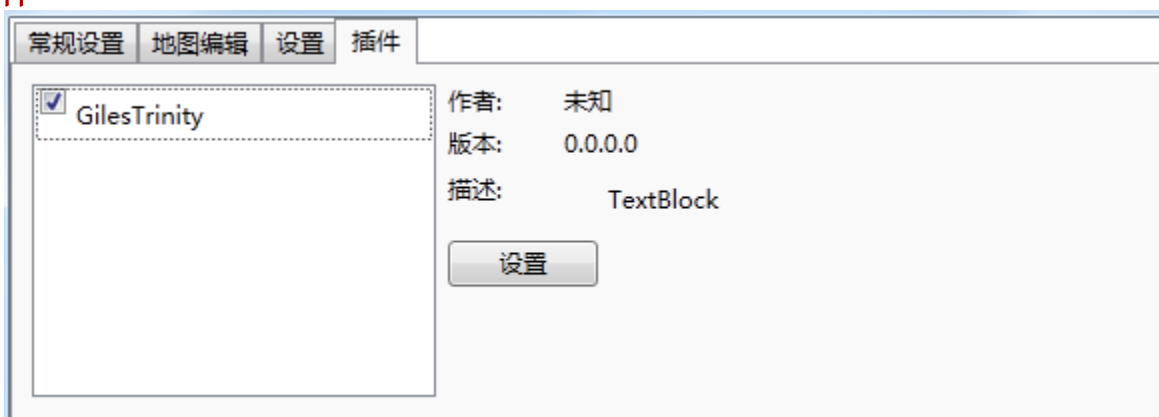 常规设置 地图编辑 设置 插件
GilesTrinity
作者: 未知
版本: 0.0.0.0
描述: TextBlock
设置